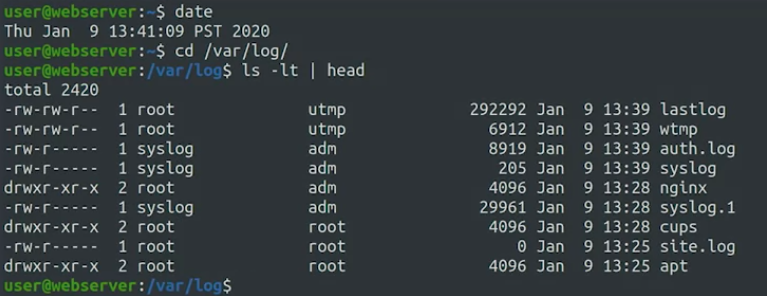 user@webserver:~$ date
Thu Jan  9 13:41:09 PST 2020
user@webserver:~$ cd /var/log/
user@webserver:/var/log$ ls -lt | head
total 2420
-rw-rw-r--  1 root              utmp             292292 Jan  9 13:39 lastlog
-rw-rw-r--  1 root              utmp               6912 Jan  9 13:39 wtmp
-rw-r-----  1 syslog            adm                8919 Jan  9 13:39 auth.log
-rw-r-----  1 syslog            adm                 205 Jan  9 13:39 syslog
drwxr-xr-x  2 root              adm                4096 Jan  9 13:28 nginx
-rw-r-----  1 syslog            adm               29961 Jan  9 13:28 syslog.1
drwxr-xr-x  2 root              root               4096 Jan  9 13:28 cups
-rw-r-----  1 root              root                  0 Jan  9 13:25 site.log
drwxr-xr-x  2 root              root               4096 Jan  9 13:25 apt
user@webserver:/var/log$